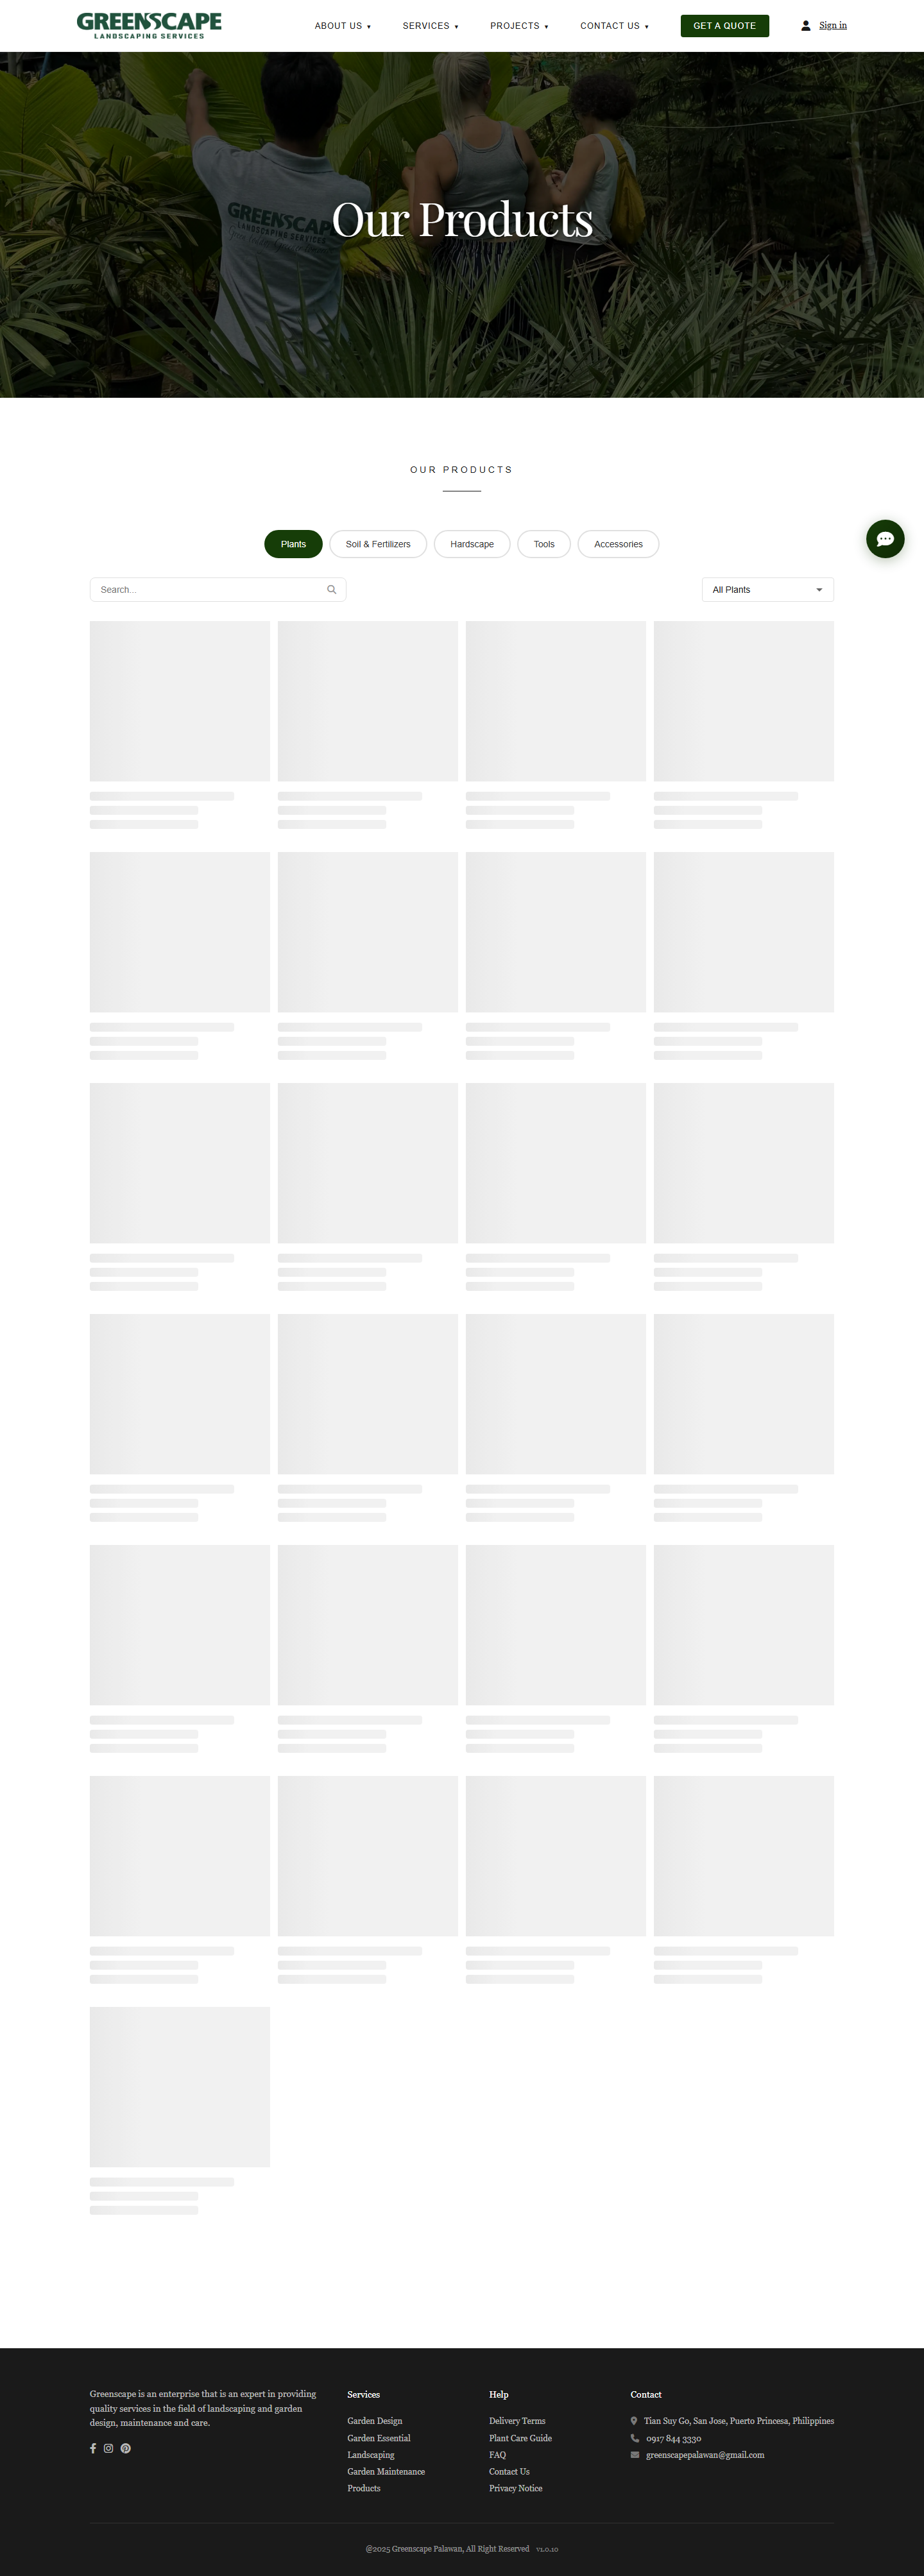 GREENSCAPE
LANDSCAPING SERVICES
ABOUT US ▾
SERVICES ▾
PROJECTS ▾
CONTACT US ▾
GET A QUOTE
Sign in
GREENSCAPE
LANDSCAPING SERVICES
Our Products
OUR PRODUCTS
Plants
Soil & Fertilizers
Hardscape
Tools
Accessories
Search...
All Plants
Greenscape is an enterprise that is an expert in providing
quality services in the field of landscaping and garden
design, maintenance and care.
Services
Garden Design
Garden Essential
Landscaping
Garden Maintenance
Products
Help
Delivery Terms
Plant Care Guide
FAQ
Contact Us
Privacy Notice
Contact
Tian Suy Go, San Jose, Puerto Princesa, Philippines
0917 844 3330
greenscapepalawan@gmail.com
@2025 Greenscape Palawan, All Right Reserved v1.0.10